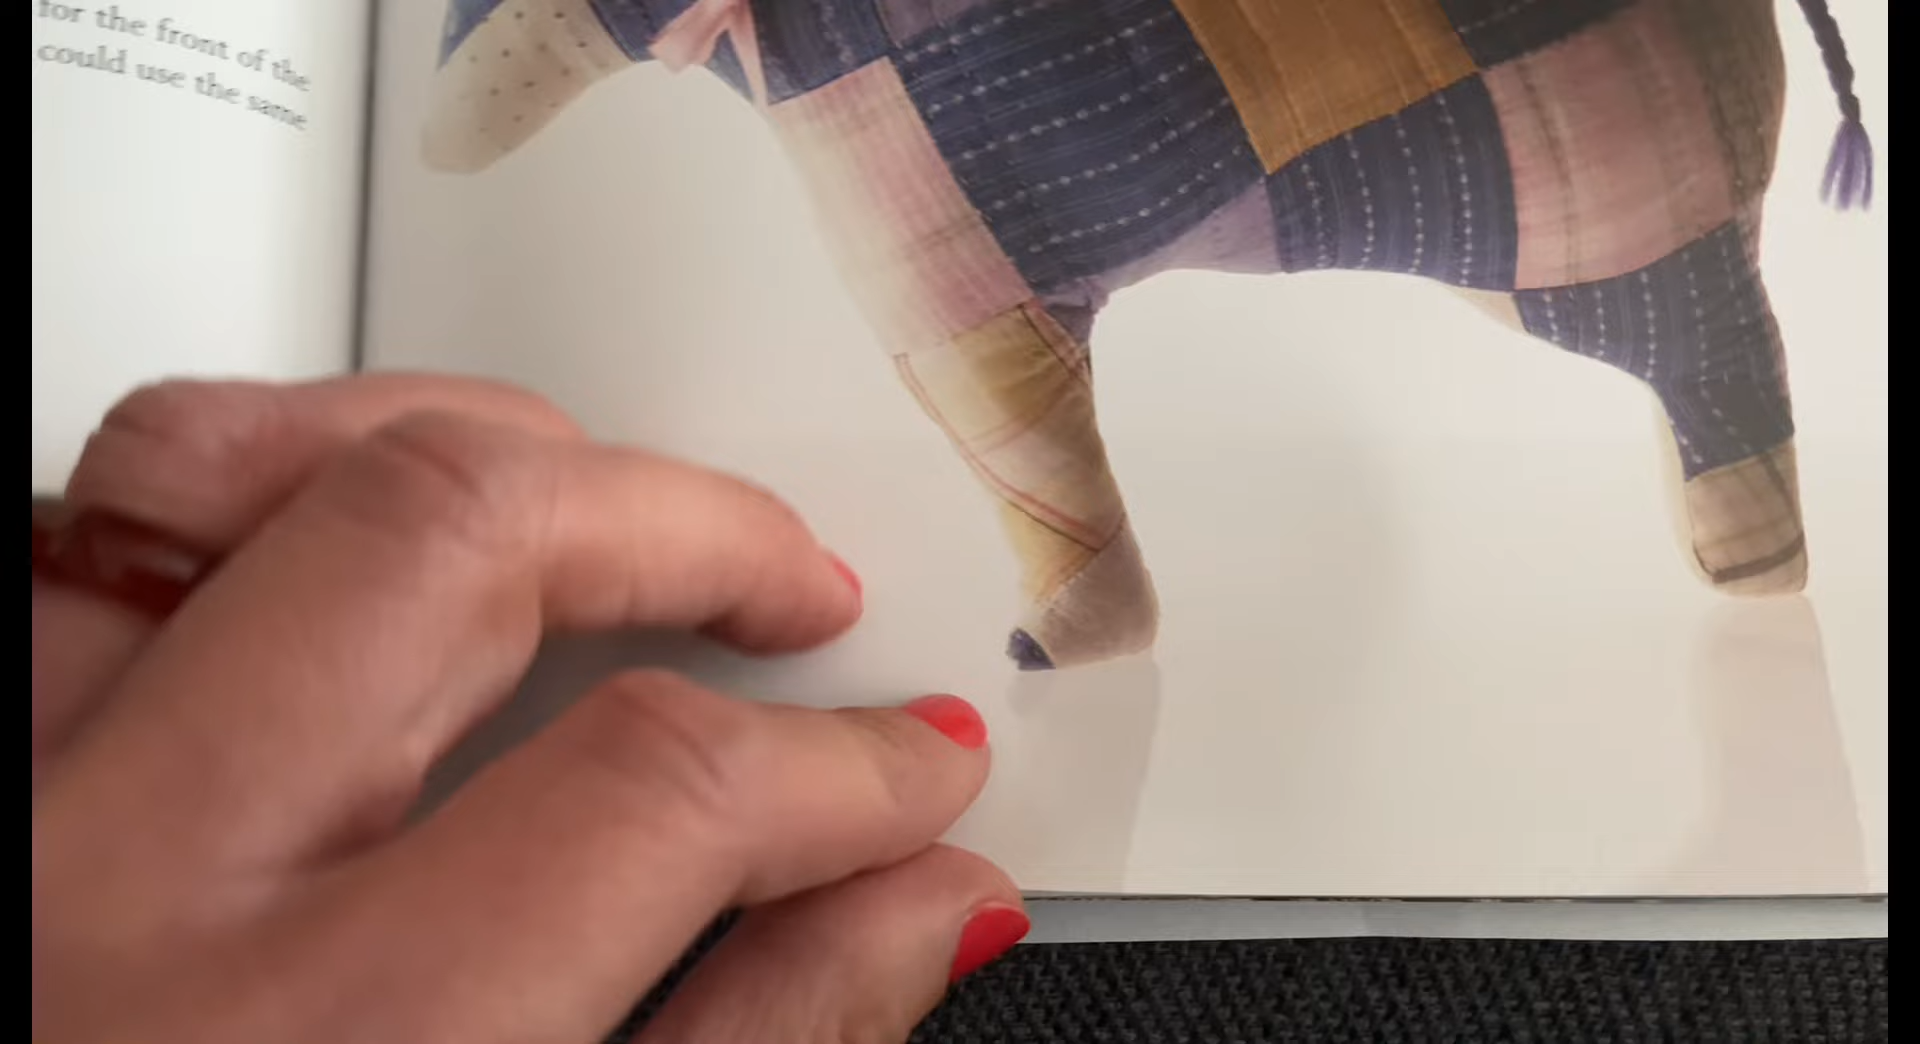 for the front of the
could use the same